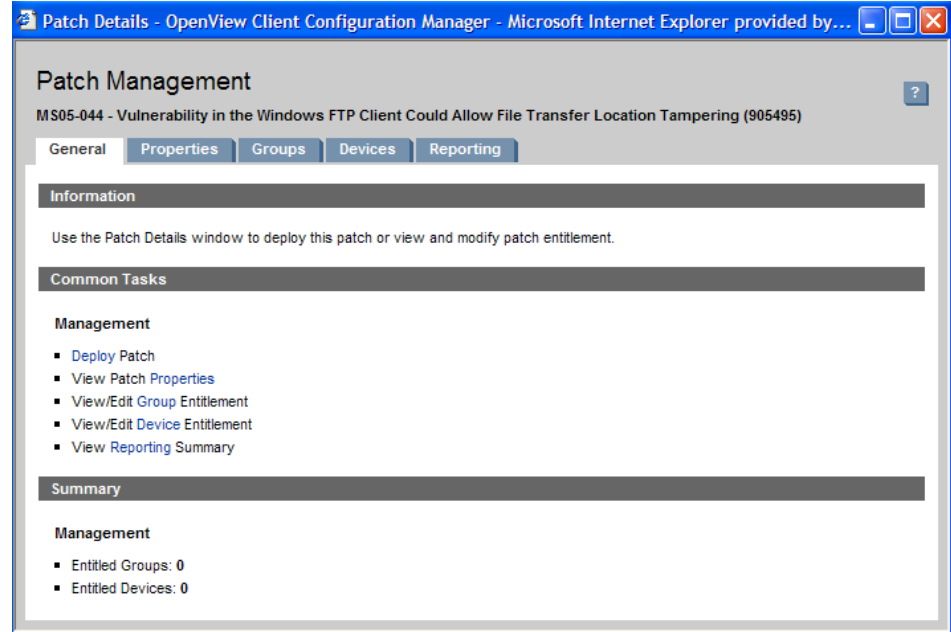 Patch Details - OpenView Client Configuration Manager - Microsoft Internet Explorer provided by...
Patch Management
?
MS05-044 - Vulnerability in the Windows FTP Client Could Allow File Transfer Location Tampering (905495)
General Properties Groups Devices Reporting
Information
Use the Patch Details window to deploy this patch or view and modify patch entitlement.
Common Tasks
Management
▪ Deploy Patch
▪ View Patch Properties
▪ View/Edit Group Entitlement
▪ View/Edit Device Entitlement
▪ View Reporting Summary
Summary
Management
▪ Entitled Groups: 0
▪ Entitled Devices: 0